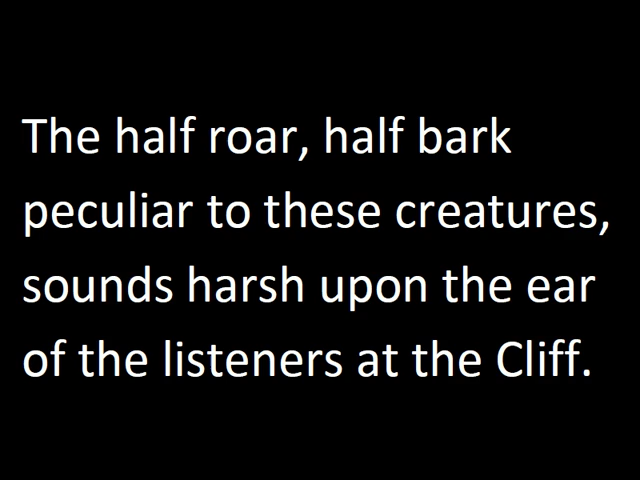 The half roar, half bark
peculiar to these creatures,
sounds harsh upon the ear
of the listeners at the Cliff.